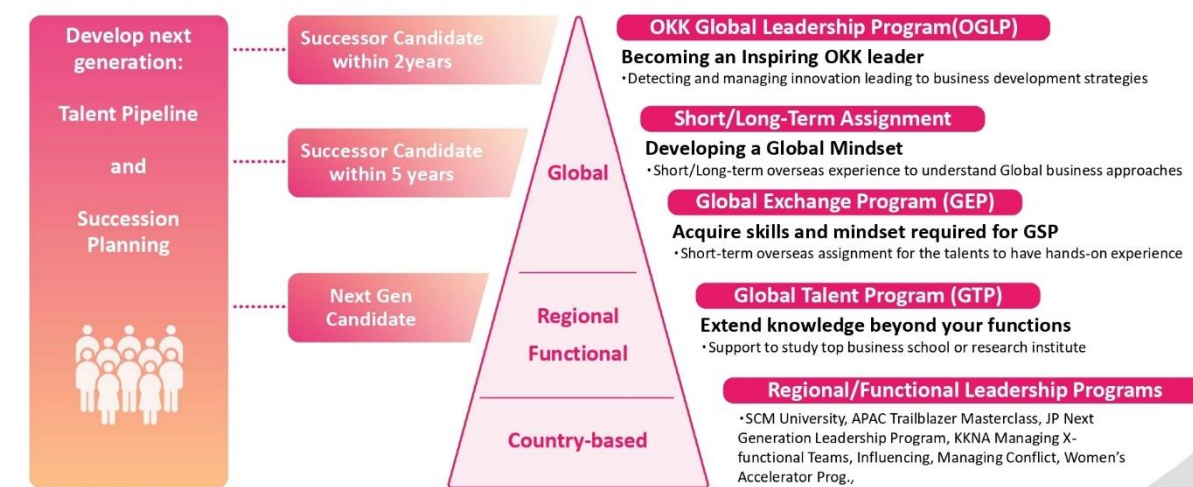 Develop next
generation:
Talent Pipeline
and
Succession
Planning
Successor Candidate
within 2years
Successor Candidate
within 5 years
Next Gen
Candidate
Global
Regional
Functional
Country-based
OKK Global Leadership Program(OGLP)
Becoming an Inspiring OKK leader
・Detecting and managing innovation leading to business development strategies
Short/Long-Term Assignment
Developing a Global Mindset
・Short/Long-term overseas experience to understand Global business approaches
Global Exchange Program (GEP)
Acquire skills and mindset required for GSP
・Short-term overseas assignment for the talents to have hands-on experience
Global Talent Program (GTP)
Extend knowledge beyond your functions
・Support to study top business school or research institute
Regional/Functional Leadership Programs
・SCM University, APAC Trailblazer Masterclass, JP Next
Generation Leadership Program, KKNA Managing X-
functional Teams, Influencing, Managing Conflict, Women's
Accelerator Prog.,